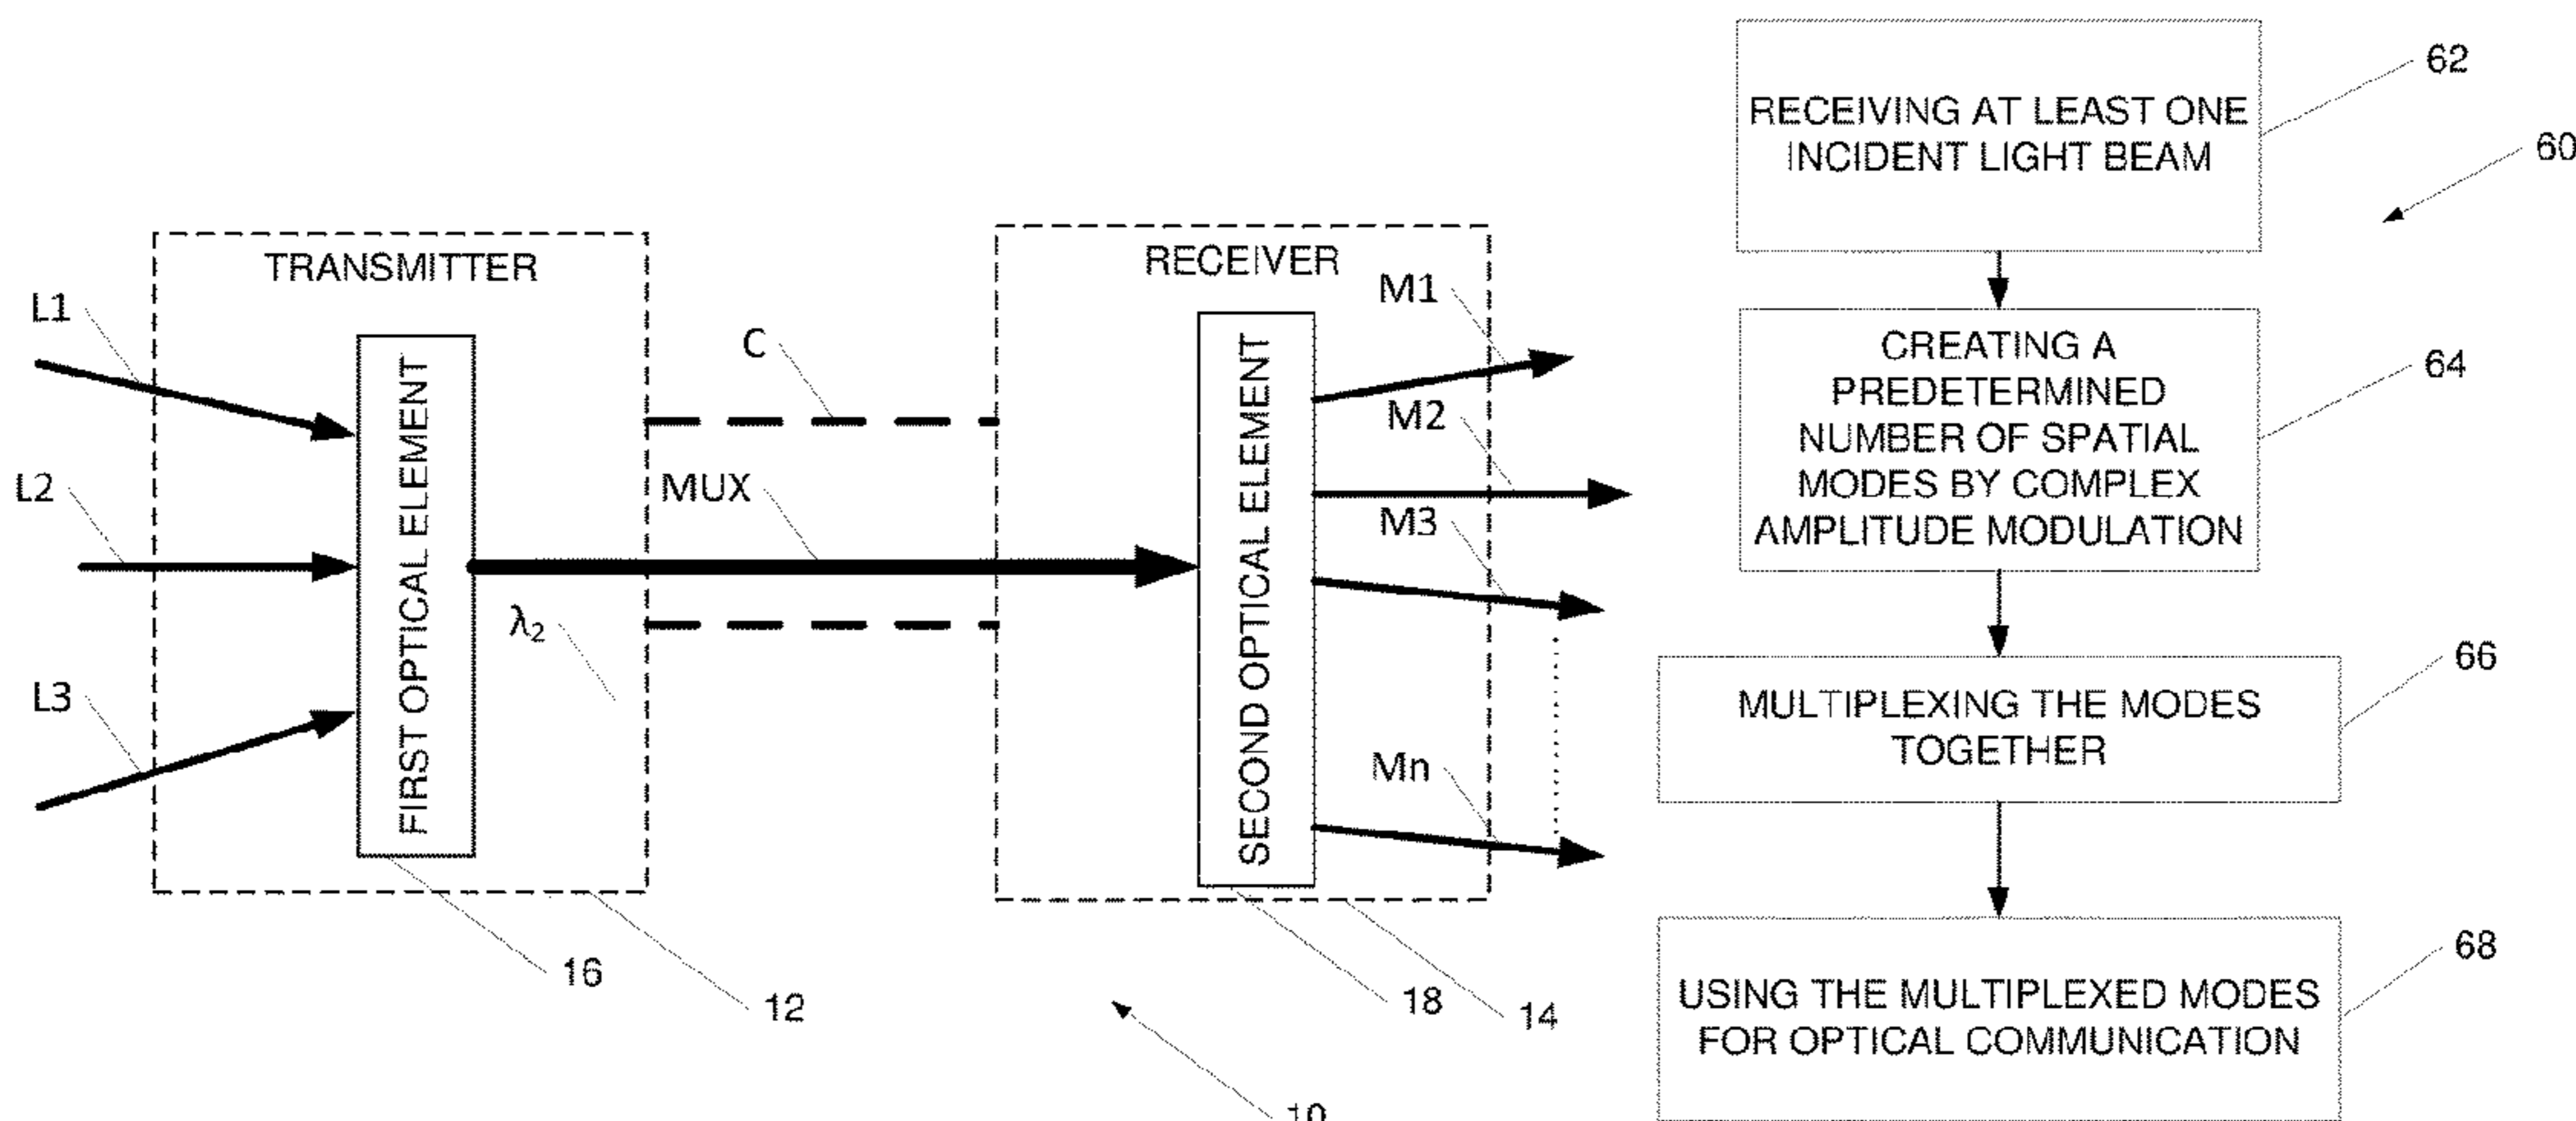 TRANSMITTER
L1
L2
L3
FIRST OPTICAL ELEMENT
λ₂
16
12
C
MUX
RECEIVER
SECOND OPTICAL ELEMENT
M1
M2
M3
Mn
18
14
10
RECEIVING AT LEAST ONE
INCIDENT LIGHT BEAM
62
60
CREATING A
PREDETERMINED
NUMBER OF SPATIAL
MODES BY COMPLEX
AMPLITUDE MODULATION
64
MULTIPLEXING THE MODES
TOGETHER
66
USING THE MULTIPLEXED MODES
FOR OPTICAL COMMUNICATION
68